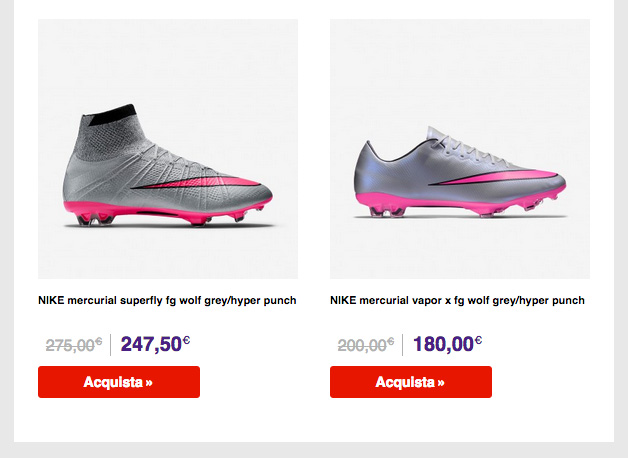 NIKE mercurial superfly fg wolf grey/hyper punch
275,00€ 247,50€
Acquista »
NIKE mercurial vapor x fg wolf grey/hyper punch
200,00€ 180,00€
Acquista »